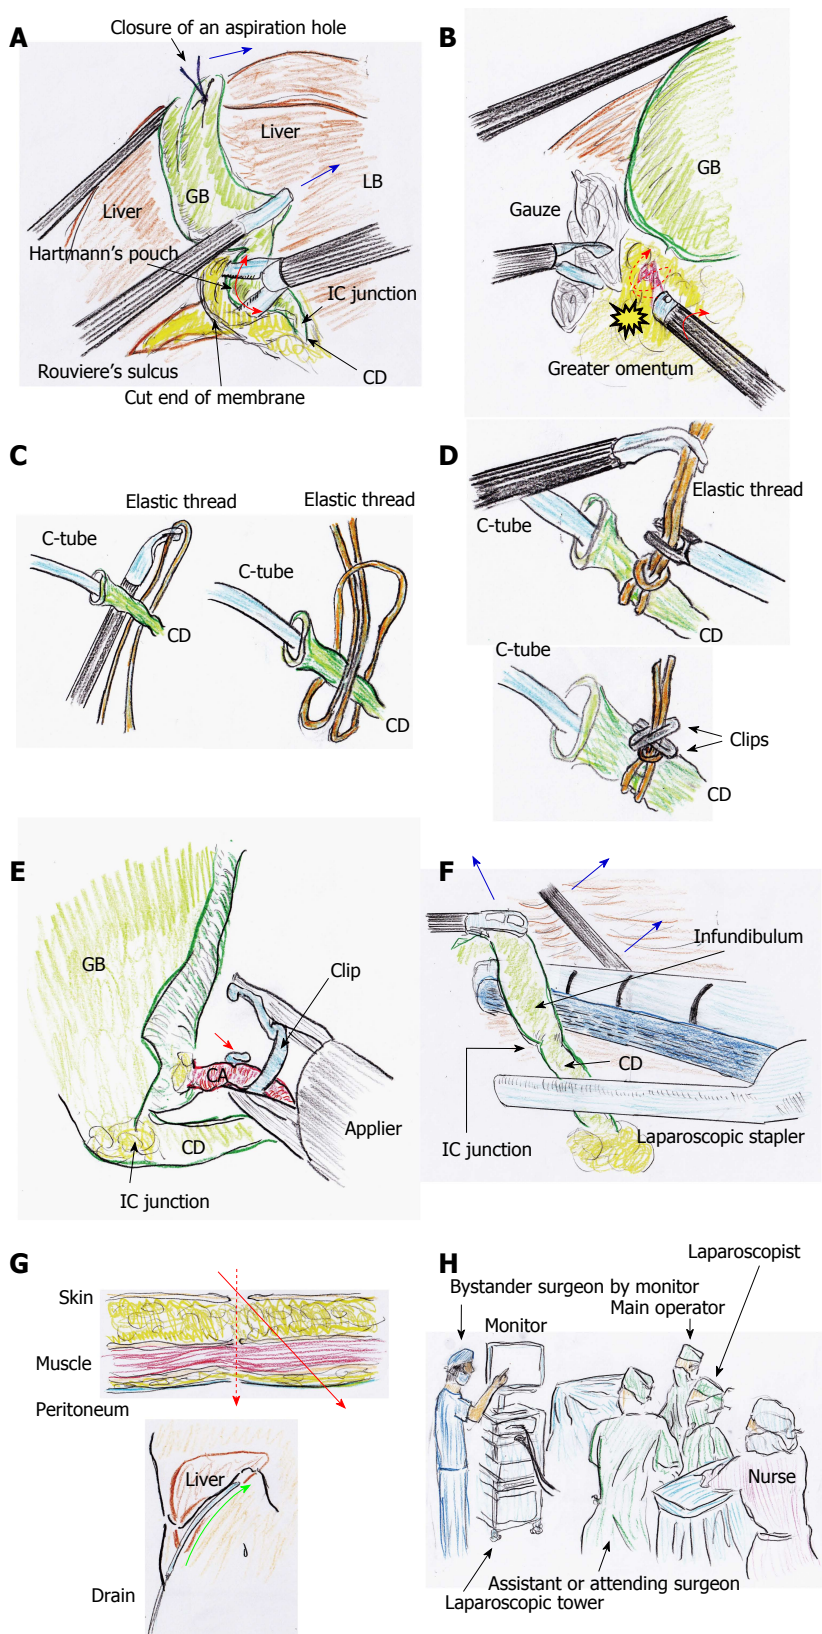 A
Closure of an aspiration hole
Liver
LB
GB
Liver
Hartmann's pouch
IC junction
Rouviere's sulcus
CD
Cut end of membrane
B
GB
Gauze
Greater omentum
C
Elastic thread
Elastic thread
C-tube
C-tube
CD
CD
D
Elastic thread
C-tube
CD
C-tube
Clips
CD
E
GB
Clip
CA
Applier
CD
IC junction
F
Infundibulum
CD
Laparoscopic stapler
IC junction
G
Skin
Muscle
Peritoneum
Liver
Drain
H
Laparoscopist
Bystander surgeon by monitor
Main operator
Monitor
Nurse
Assistant or attending surgeon
Laparoscopic tower